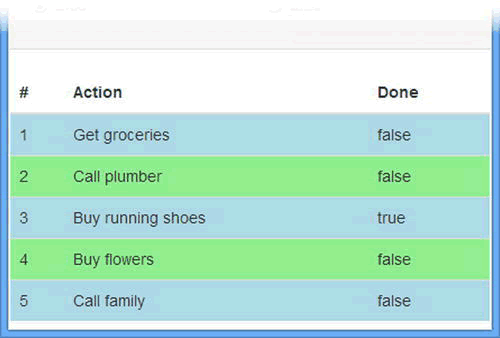 # Action Done
1 Get groceries false
2 Call plumber false
3 Buy running shoes true
4 Buy flowers false
5 Call family false